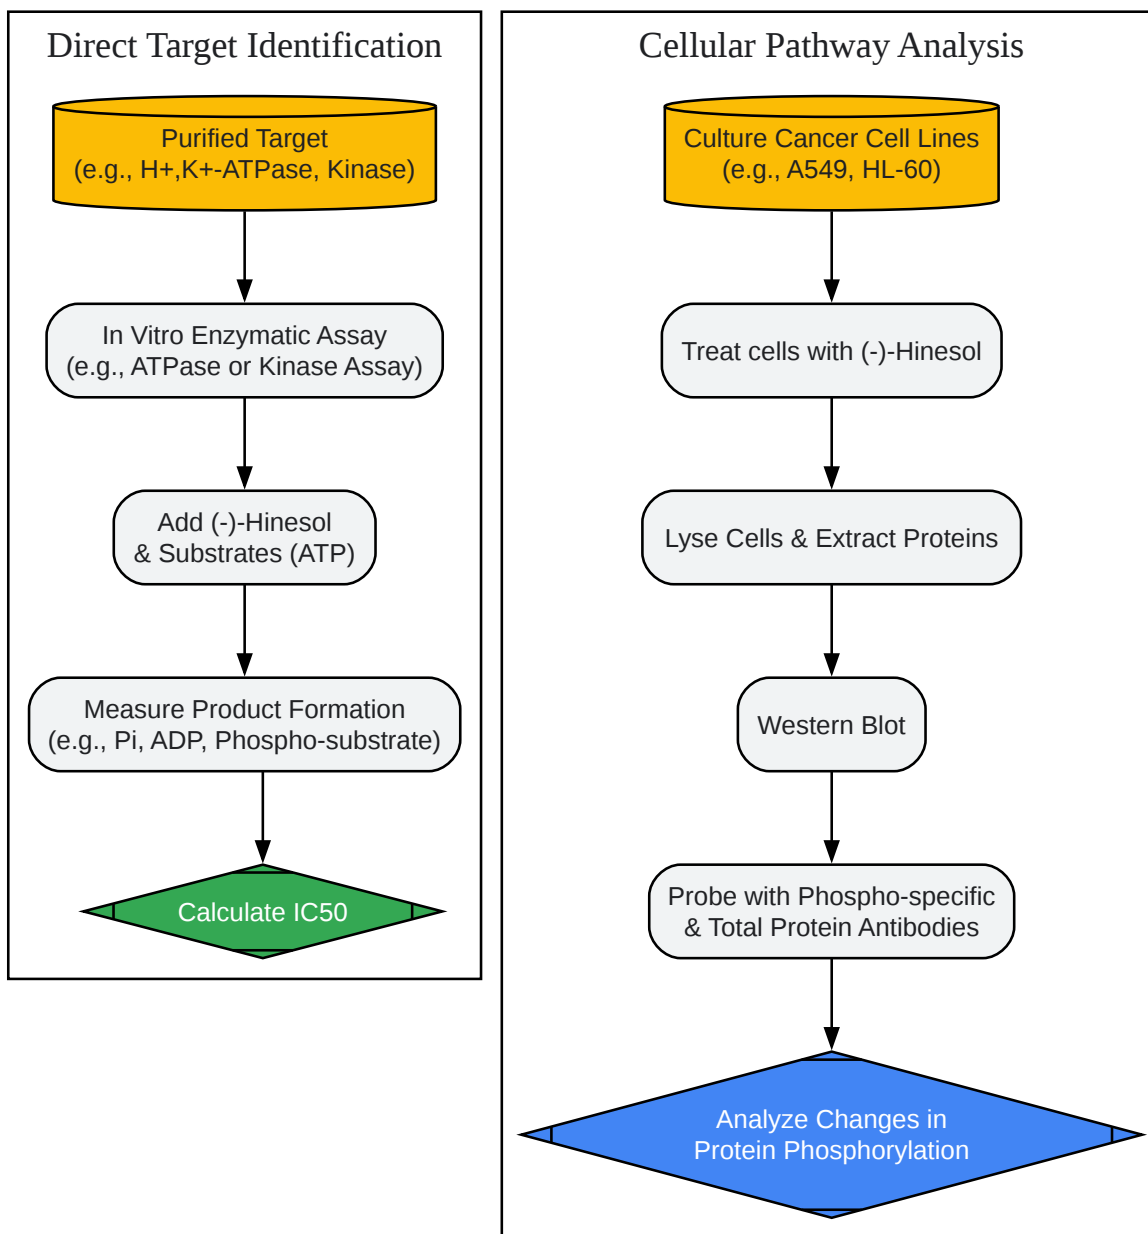 Direct Target Identification
Purified Target
(e.g., H+,K+-ATPase, Kinase)
In Vitro Enzymatic Assay
(e.g., ATPase or Kinase Assay)
Add (-)-Hinesol
& Substrates (ATP)
Measure Product Formation
(e.g., Pi, ADP, Phospho-substrate)
Calculate IC50
Cellular Pathway Analysis
Culture Cancer Cell Lines
(e.g., A549, HL-60)
Treat cells with (-)-Hinesol
Lyse Cells & Extract Proteins
Western Blot
Probe with Phospho-specific
& Total Protein Antibodies
Analyze Changes in
Protein Phosphorylation